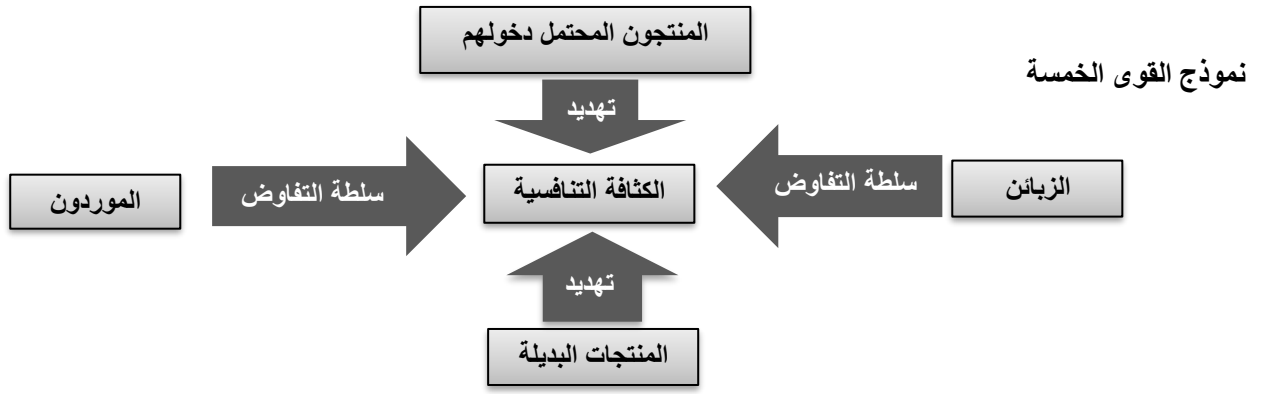 المنتجون المحتمل دخولهم
نموذج القوى الخمسة
تهديد
الزبائن
سلطة التفاوض
الكثافة التنافسية
سلطة التفاوض
الموردون
تهديد
المنتجات البديلة